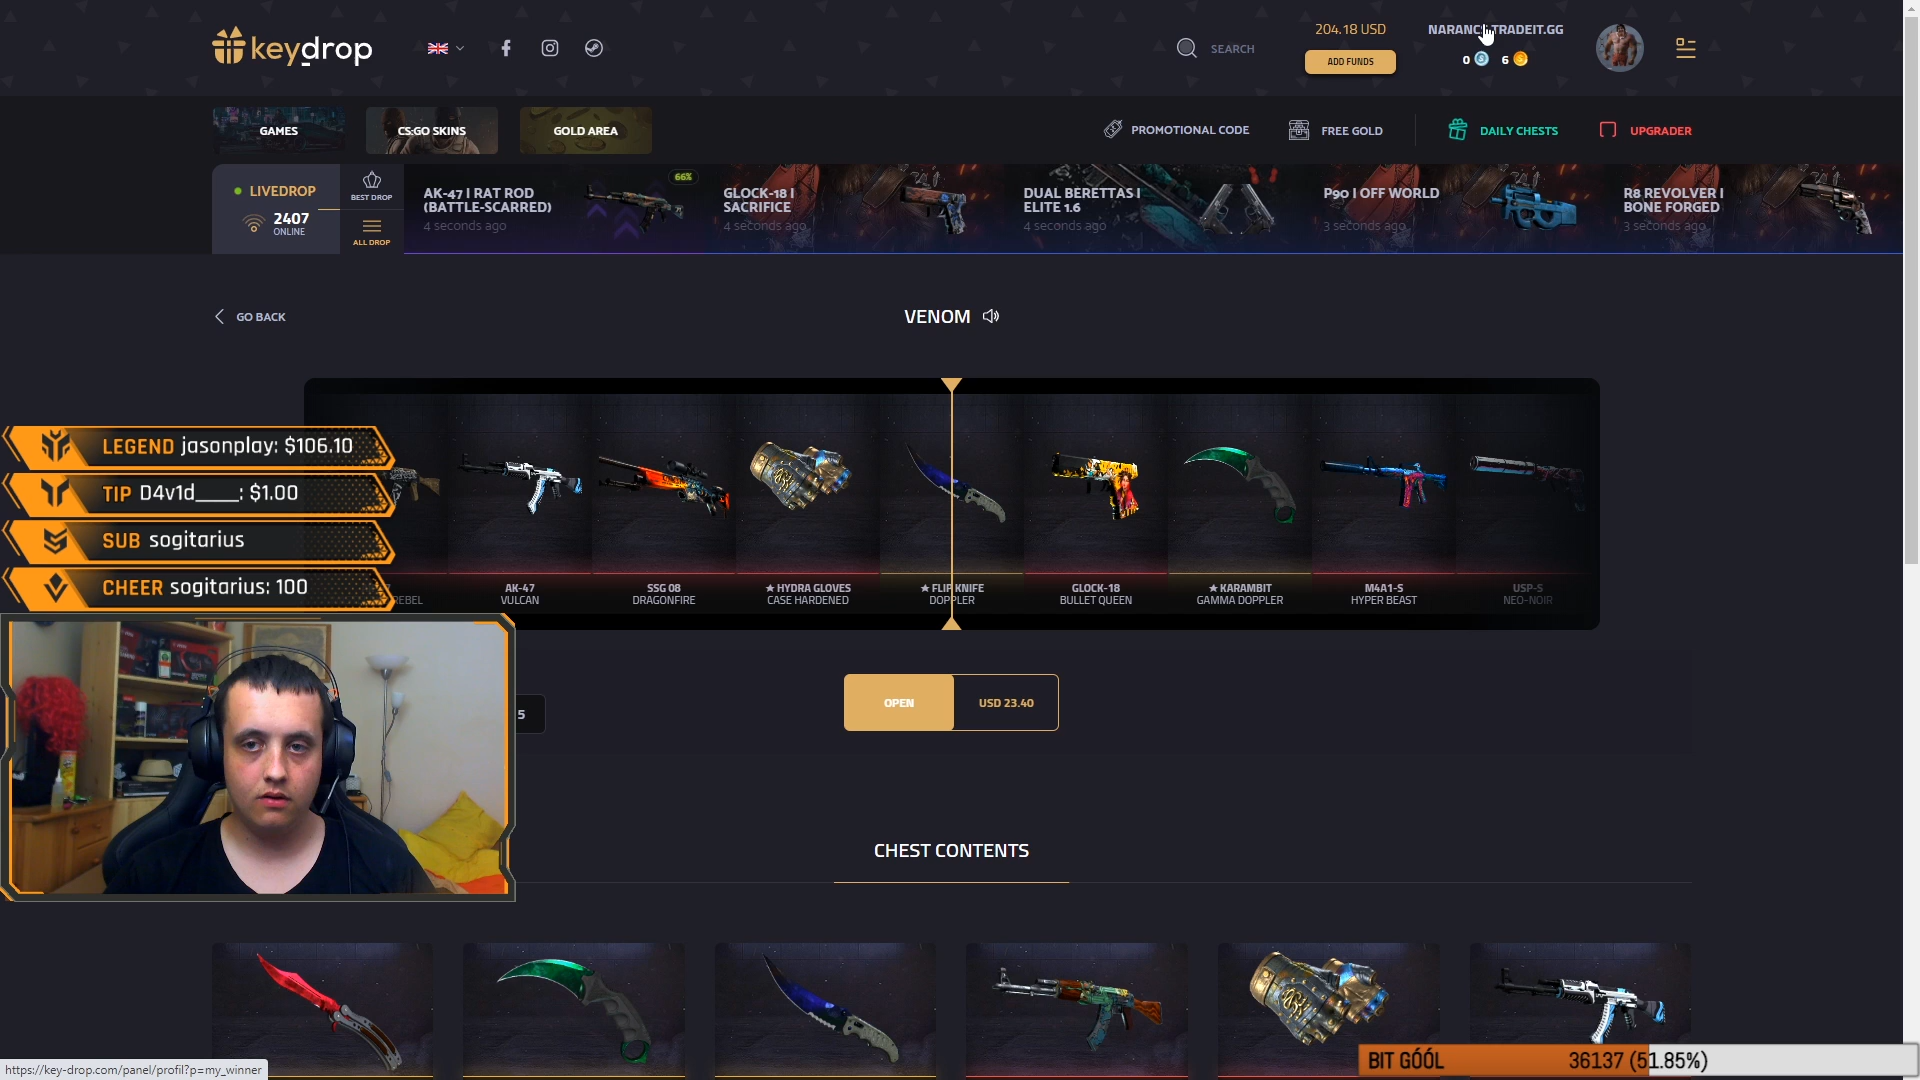 keydrop
SEARCH
204.18 USD
ADD FUNDS
TRADEIT.GG
0
6
GAMES
CS:GO SKINS
GOLD AREA
PROMOTIONAL CODE
FREE GOLD
DAILY CHESTS
UPGRADER
LIVEDROP
2407
ONLINE
BEST DROP
ALL DROP
AK-47 | RAT ROD
(BATTLE-SCARRED)
4 seconds ago
66%
GLOCK-18 |
SACRIFICE
4 seconds ago
DUAL BERETTAS |
ELITE 1.6
4 seconds ago
P90 | OFF WORLD
3 seconds ago
R8 REVOLVER |
BONE FORGED
3 seconds ago
GO BACK
VENOM
REBEL
AK-47
VULCAN
SSG 08
DRAGONFIRE
★ HYDRA GLOVES
CASE HARDENED
★ FLIP KNIFE
DOPPLER
GLOCK-18
BULLET QUEEN
★ KARAMBIT
GAMMA DOPPLER
M4A1-S
HYPER BEAST
USP-S
NEO-NOIR
LEGEND jasonplay: $106.10
TIP D4v1d____: $1.00
SUB sogitarius
CHEER sogitarius: 100
5
OPEN
USD 23.40
CHEST CONTENTS
https://key-drop.com/panel/profil?p=my_winner
BIT GÓÓL
36137 (51.85%)